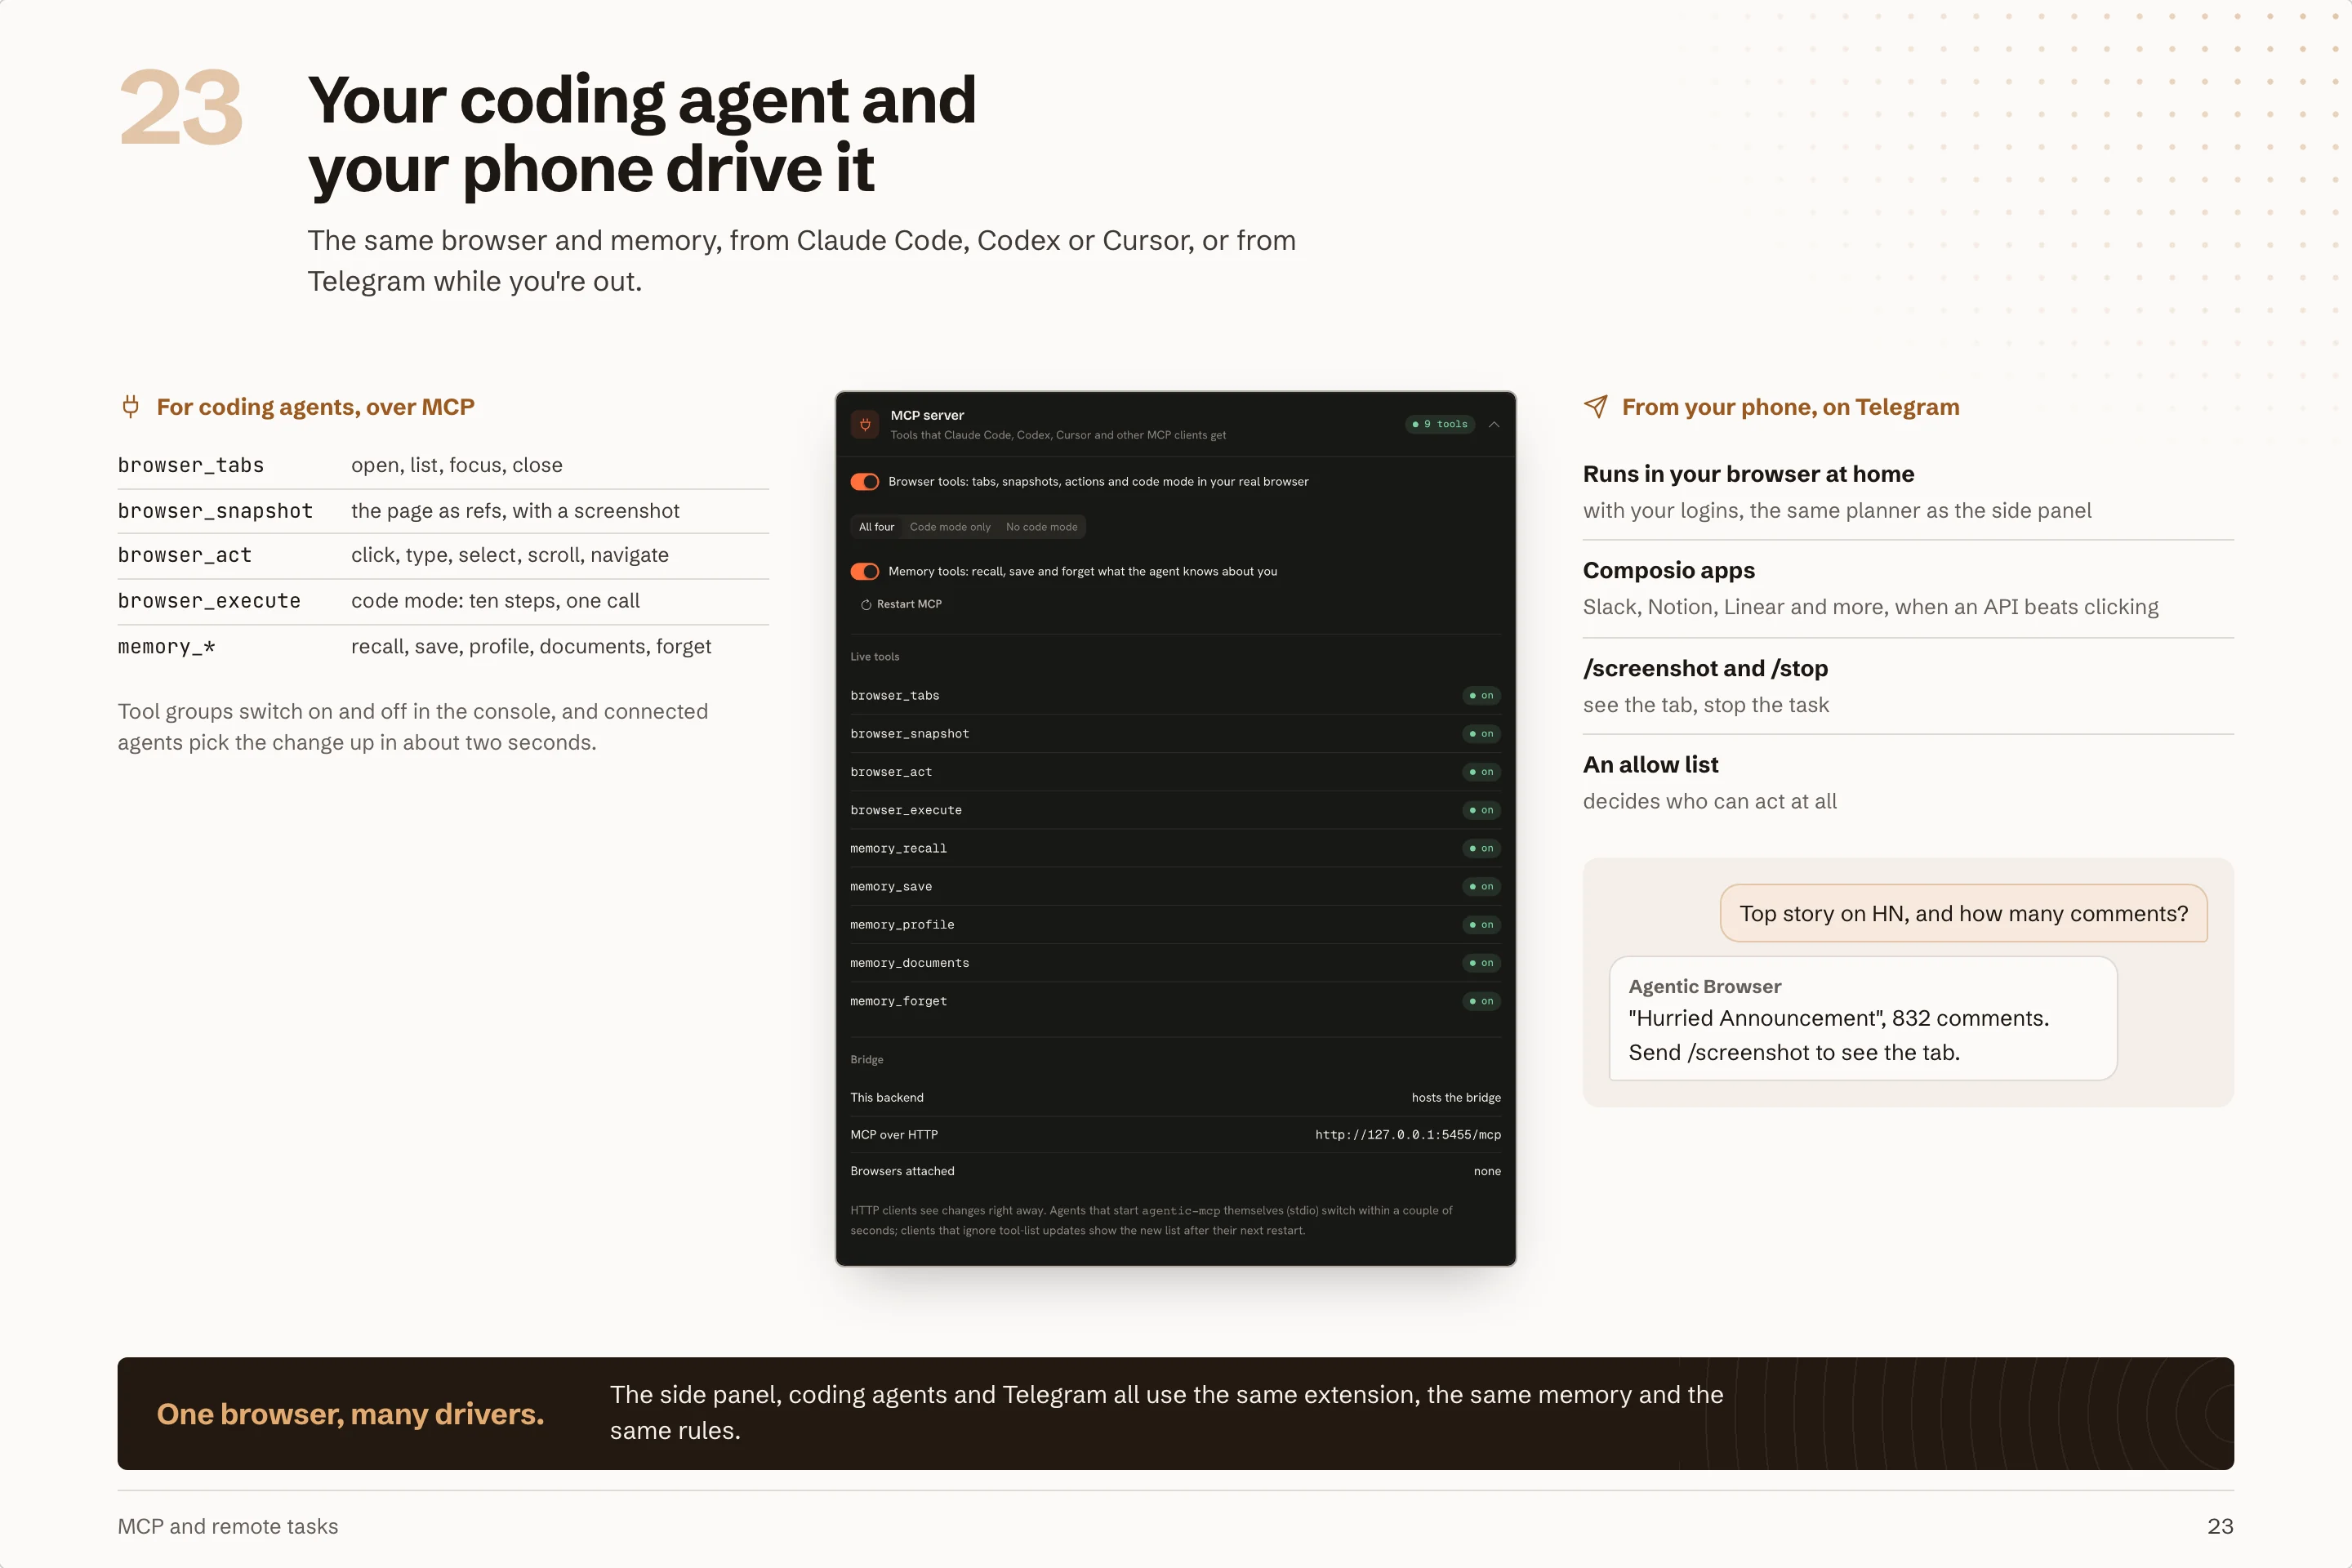 23
Your coding agent and
your phone drive it
The same browser and memory, from Claude Code, Codex or Cursor, or from
Telegram while you're out.
For coding agents, over MCP
browser_tabs open, list, focus, close
browser_snapshot the page as refs, with a screenshot
browser_act click, type, select, scroll, navigate
browser_execute code mode: ten steps, one call
memory_* recall, save, profile, documents, forget
Tool groups switch on and off in the console, and connected
agents pick the change up in about two seconds.
MCP server
Tools that Claude Code, Codex, Cursor and other MCP clients get
9 tools
Browser tools: tabs, snapshots, actions and code mode in your real browser
All four Code mode only No code mode
Memory tools: recall, save and forget what the agent knows about you
Restart MCP
Live tools
browser_tabs on
browser_snapshot on
browser_act on
browser_execute on
memory_recall on
memory_save on
memory_profile on
memory_documents on
memory_forget on
Bridge
This backend hosts the bridge
MCP over HTTP http://127.0.0.1:5455/mcp
Browsers attached none
HTTP clients see changes right away. Agents that start agentic-mcp themselves (stdio) switch within a couple of
seconds; clients that ignore tool-list updates show the new list after their next restart.
From your phone, on Telegram
Runs in your browser at home
with your logins, the same planner as the side panel
Composio apps
Slack, Notion, Linear and more, when an API beats clicking
/screenshot and /stop
see the tab, stop the task
An allow list
decides who can act at all
Top story on HN, and how many comments?
Agentic Browser
"Hurried Announcement", 832 comments.
Send /screenshot to see the tab.
One browser, many drivers.
The side panel, coding agents and Telegram all use the same extension, the same memory and the
same rules.
MCP and remote tasks
23